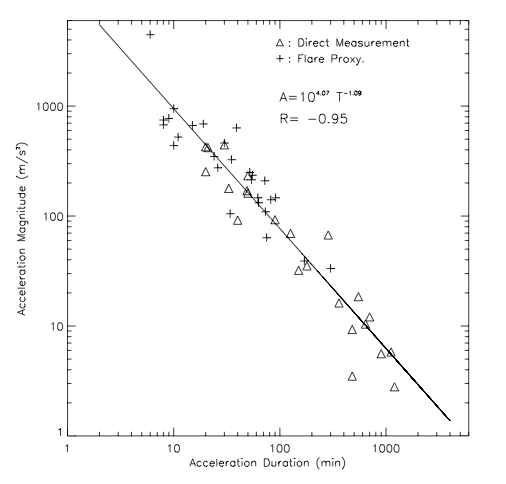 △ : Direct Measurement
+ : Flare Proxy.
A=10^4.07 T^-1.09
R= -0.95
1000
100
10
1
Acceleration Magnitude (m/s²)
1 10 100 1000
Acceleration Duration (min)